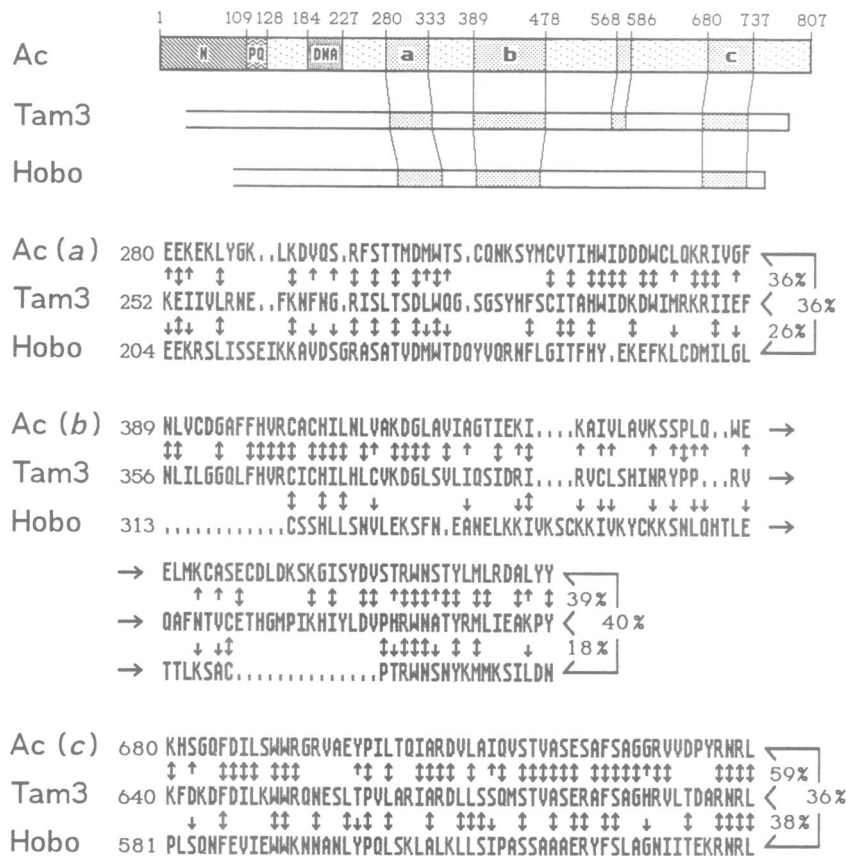 1 109 128 184 227 280 333 389 478 568 586 680 737 807
Ac N PQ DNA a b c
Tam3
Hobo
Ac (a) 280 EEKEKLYGK..LKDVQS.RFSTTMDMWTS.CQNKSYMCVTIHWIDDDWCLQKRIVGF
36%
Tam3 252 KEIIVLRNE..FKNFNG.RISLTSDLWQG.SGSYHFSCITAHWIDKDWIMRKRIIEF 36%
26%
Hobo 204 EEKRSLISSEIKKAVDSGRASATVDMWTDQYVQRNFLGITFHY.EKEFKLCDMILGL
Ac (b) 389 NLVCDGAFFHVRCACHILNLVAKDGLAVIAGTIEKI....KAIVLAVKSSPLQ..WE →
Tam3 356 NLILGGQLFHVRCICHILHLCVKDGLSVLIQSIDRI....RVCLSHINRYPP...RV →
Hobo 313 ............CSSHLLSNVLEKSFN.EANELKKIVKSCKKIVKYCKKSNLQHTLE →
→ ELMKCASECDLDKSKGISYDVSTRWNSTYLMLRDALYY
39%
→ QAFNTVCETHGMPIKHIYLDVPHRWNATYRMLIEAKPY 40%
18%
→ TTLKSAC..............PTRWNSNYKMMKSILDN
Ac (c) 680 KHSGQFDILSWWRGRVAEYPILTQIARDVLAIQVSTVASESAFSAGGRVVDPYRNRL
59%
Tam3 640 KFDKDFDILKWWRQNESLTPVLARIARDLLSSQMSTVASERAFSAGHRVLTDARNRL 36%
38%
Hobo 581 PLSQNFEVIEWWKNNANLYPQLSKLALKLLSIPASSAAAERYFSLAGNIITEKRNRL